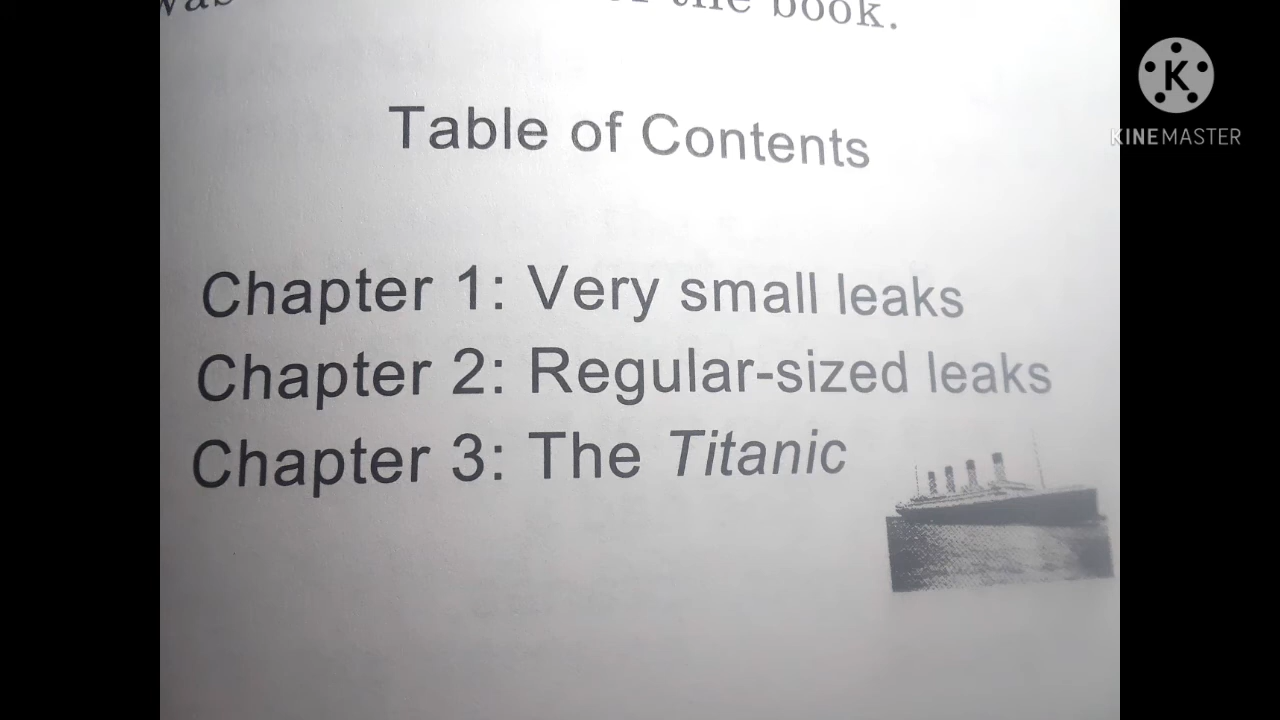 the book.
Table of Contents
Chapter 1: Very small leaks
Chapter 2: Regular-sized leaks
Chapter 3: The Titanic
K
KINEMASTER